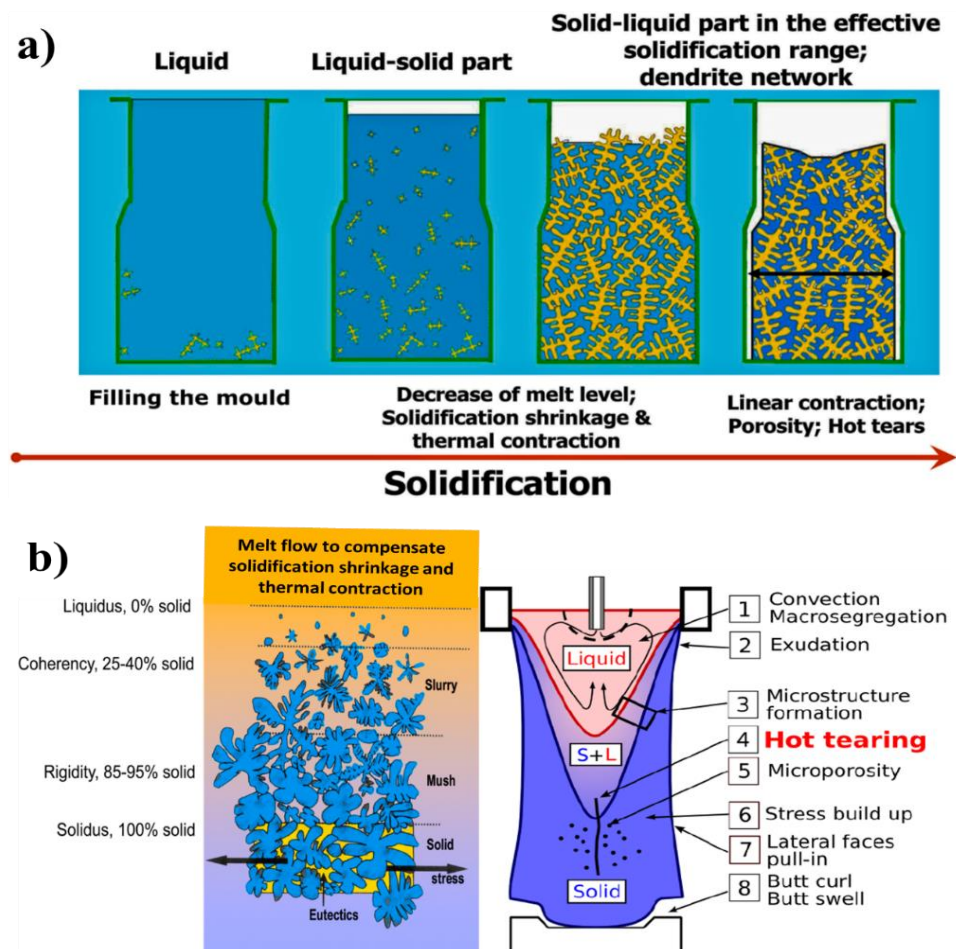 a)
Liquid
Liquid-solid part
Solid-liquid part in the effective
solidification range;
dendrite network
Filling the mould
Decrease of melt level;
Solidification shrinkage &
thermal contraction
Linear contraction;
Porosity; Hot tears
Solidification
b)
Melt flow to compensate
solidification shrinkage and
thermal contraction
Liquidus, 0% solid
Coherency, 25-40% solid
Slurry
Rigidity, 85-95% solid
Mush
Solidus, 100% solid
Solid
stress
Eutectics
Liquid
S+L
Solid
1 Convection
Macrosegregation
2 Exudation
3 Microstructure
formation
4 Hot tearing
5 Microporosity
6 Stress build up
7 Lateral faces
pull-in
8 Butt curl
Butt swell